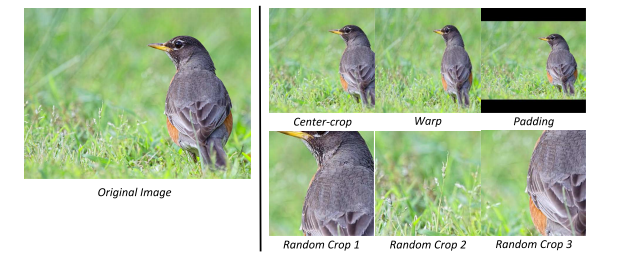 Original Image
Center-crop
Warp
Padding
Random Crop 1
Random Crop 2
Random Crop 3